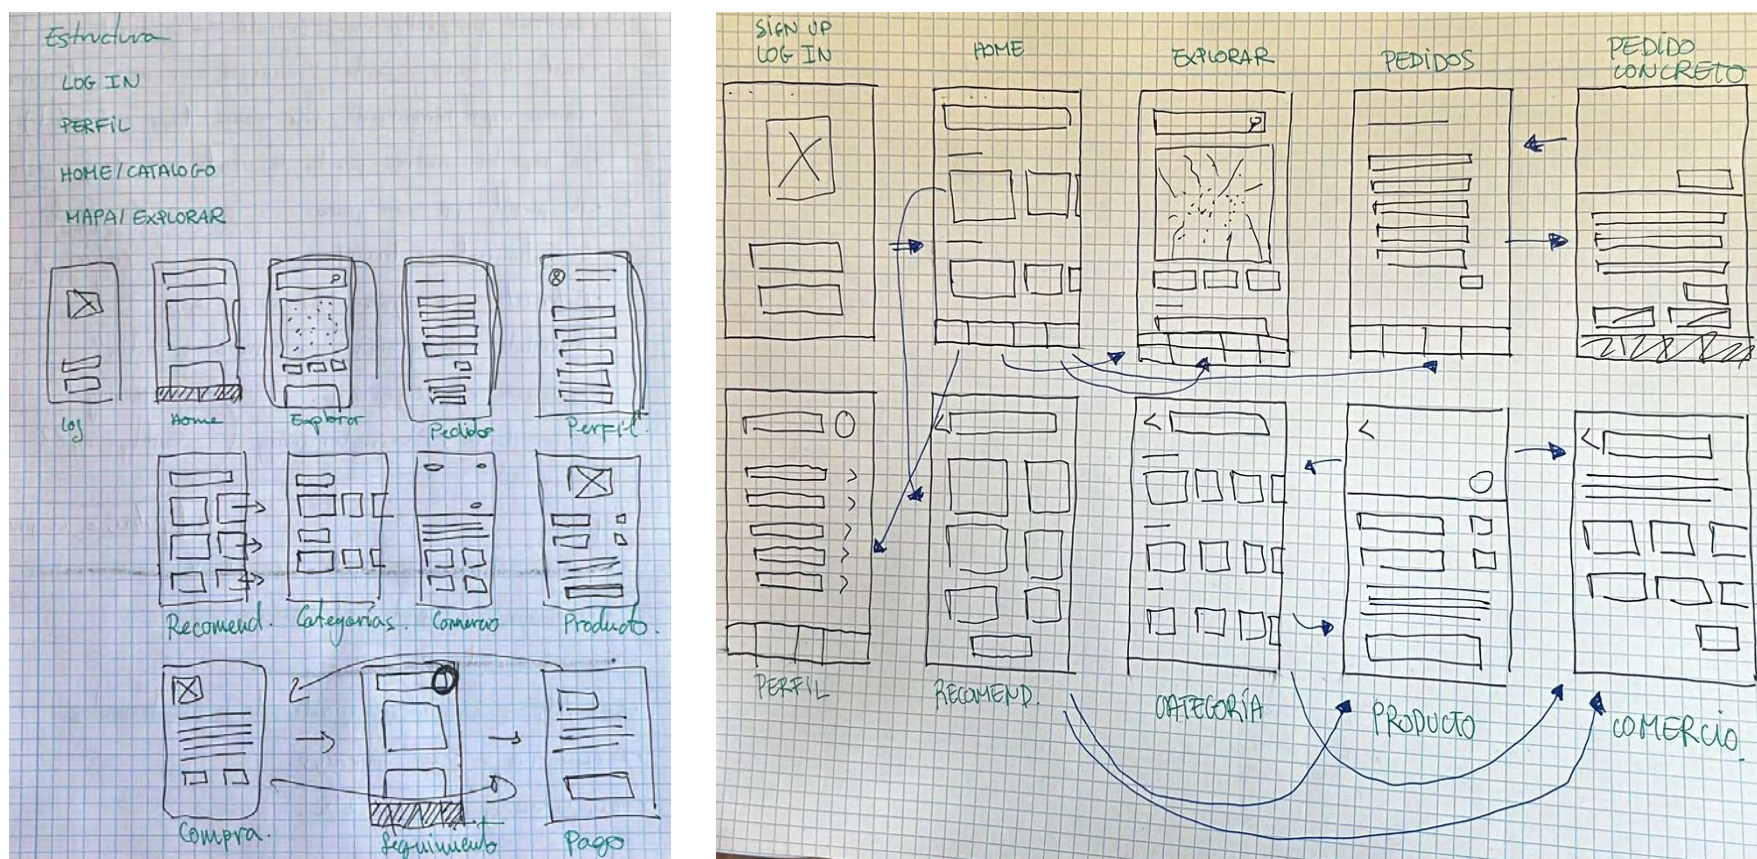 Estructura
LOG IN
PERFIL
HOME/CATALOGO
MAPA/EXPLORAR
Log
Home
Explorar
Pedidos
Perfil.
Recomend.
Categorías.
Comercio
Producto.
Compra.
Seguimiento
Pago
SIGN UP
LOG IN
HOME
EXPLORAR
PEDIDOS
PEDIDO
CONCRETO
PERFIL
RECOMEND.
CATEGORÍA
PRODUCTO
COMERCIO.